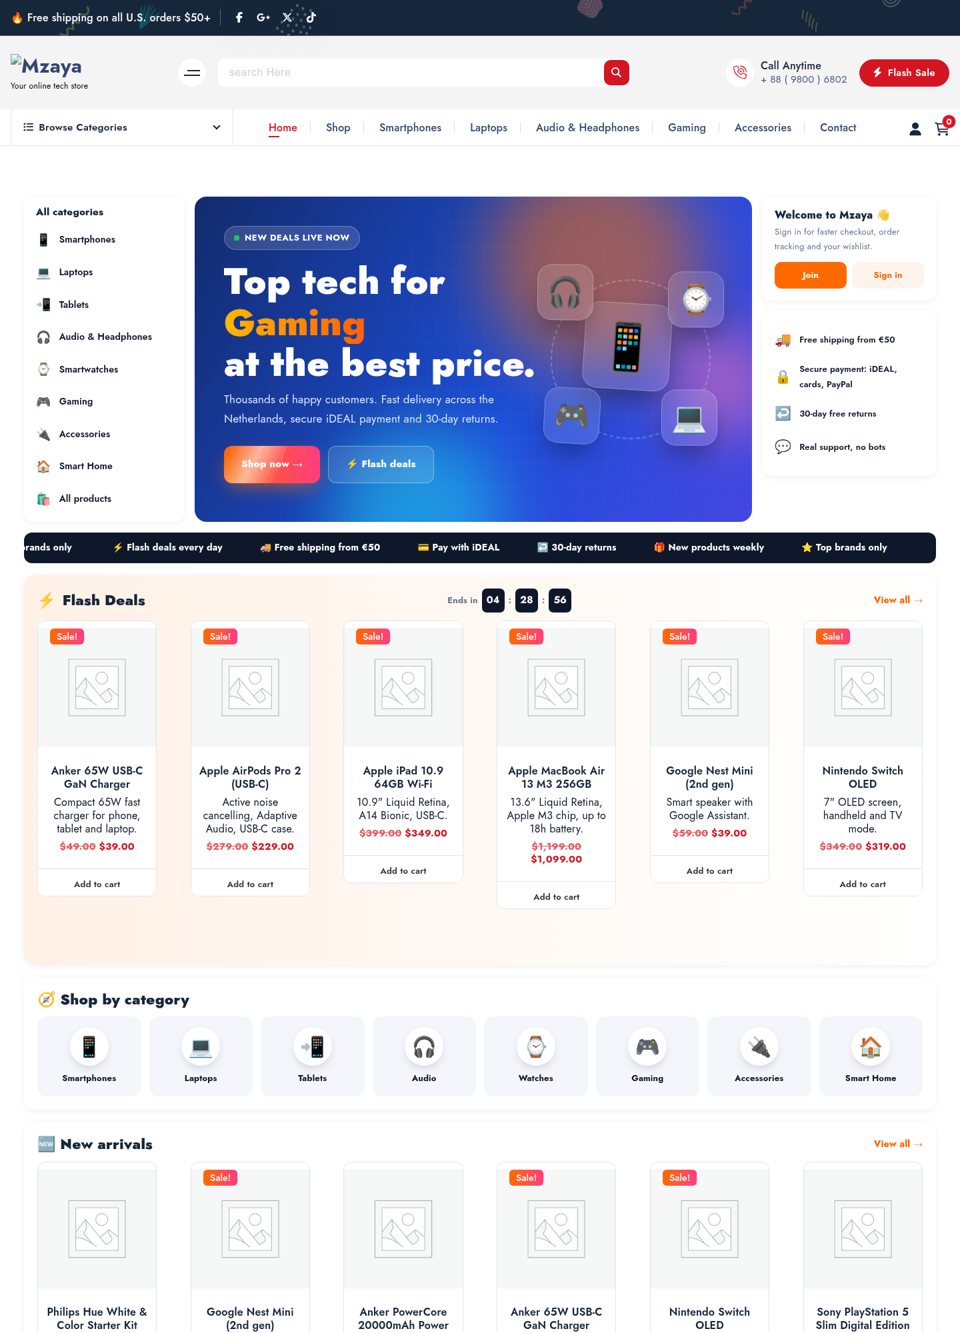 🔥 Free shipping on all U.S. orders $50+
Mzaya
Your online tech store
search Here
Call Anytime
+ 88 ( 9800 ) 6802
Flash Sale
Browse Categories
Home
Shop
Smartphones
Laptops
Audio & Headphones
Gaming
Accessories
Contact
0
All categories
Smartphones
Laptops
Tablets
Audio & Headphones
Smartwatches
Gaming
Accessories
Smart Home
All products
NEW DEALS LIVE NOW
Top tech for
Gaming
at the best price.
Thousands of happy customers. Fast delivery across the
Netherlands, secure iDEAL payment and 30-day returns.
Shop now →
⚡ Flash deals
Welcome to Mzaya 👋
Sign in for faster checkout, order
tracking and your wishlist.
Join
Sign in
Free shipping from €50
Secure payment: iDEAL,
cards, PayPal
30-day free returns
Real support, no bots
rands only
⚡ Flash deals every day
🚚 Free shipping from €50
💳 Pay with iDEAL
↩️ 30-day returns
🎁 New products weekly
⭐ Top brands only
⚡ Flash Deals
Ends in 04 : 28 : 56
View all →
Sale!
Sale!
Sale!
Sale!
Sale!
Sale!
Anker 65W USB-C
GaN Charger
Compact 65W fast
charger for phone,
tablet and laptop.
$49.00 $39.00
Add to cart
Apple AirPods Pro 2
(USB-C)
Active noise
cancelling, Adaptive
Audio, USB-C case.
$279.00 $229.00
Add to cart
Apple iPad 10.9
64GB Wi-Fi
10.9" Liquid Retina,
A14 Bionic, USB-C.
$399.00 $349.00
Add to cart
Apple MacBook Air
13 M3 256GB
13.6" Liquid Retina,
Apple M3 chip, up to
18h battery.
$1,199.00
$1,099.00
Add to cart
Google Nest Mini
(2nd gen)
Smart speaker with
Google Assistant.
$59.00 $39.00
Add to cart
Nintendo Switch
OLED
7" OLED screen,
handheld and TV
mode.
$349.00 $319.00
Add to cart
🧭 Shop by category
Smartphones
Laptops
Tablets
Audio
Watches
Gaming
Accessories
Smart Home
🆕 New arrivals
View all →
Sale!
Sale!
Sale!
Philips Hue White &
Color Starter Kit
Google Nest Mini
(2nd gen)
Anker PowerCore
20000mAh Power
Anker 65W USB-C
GaN Charger
Nintendo Switch
OLED
Sony PlayStation 5
Slim Digital Edition